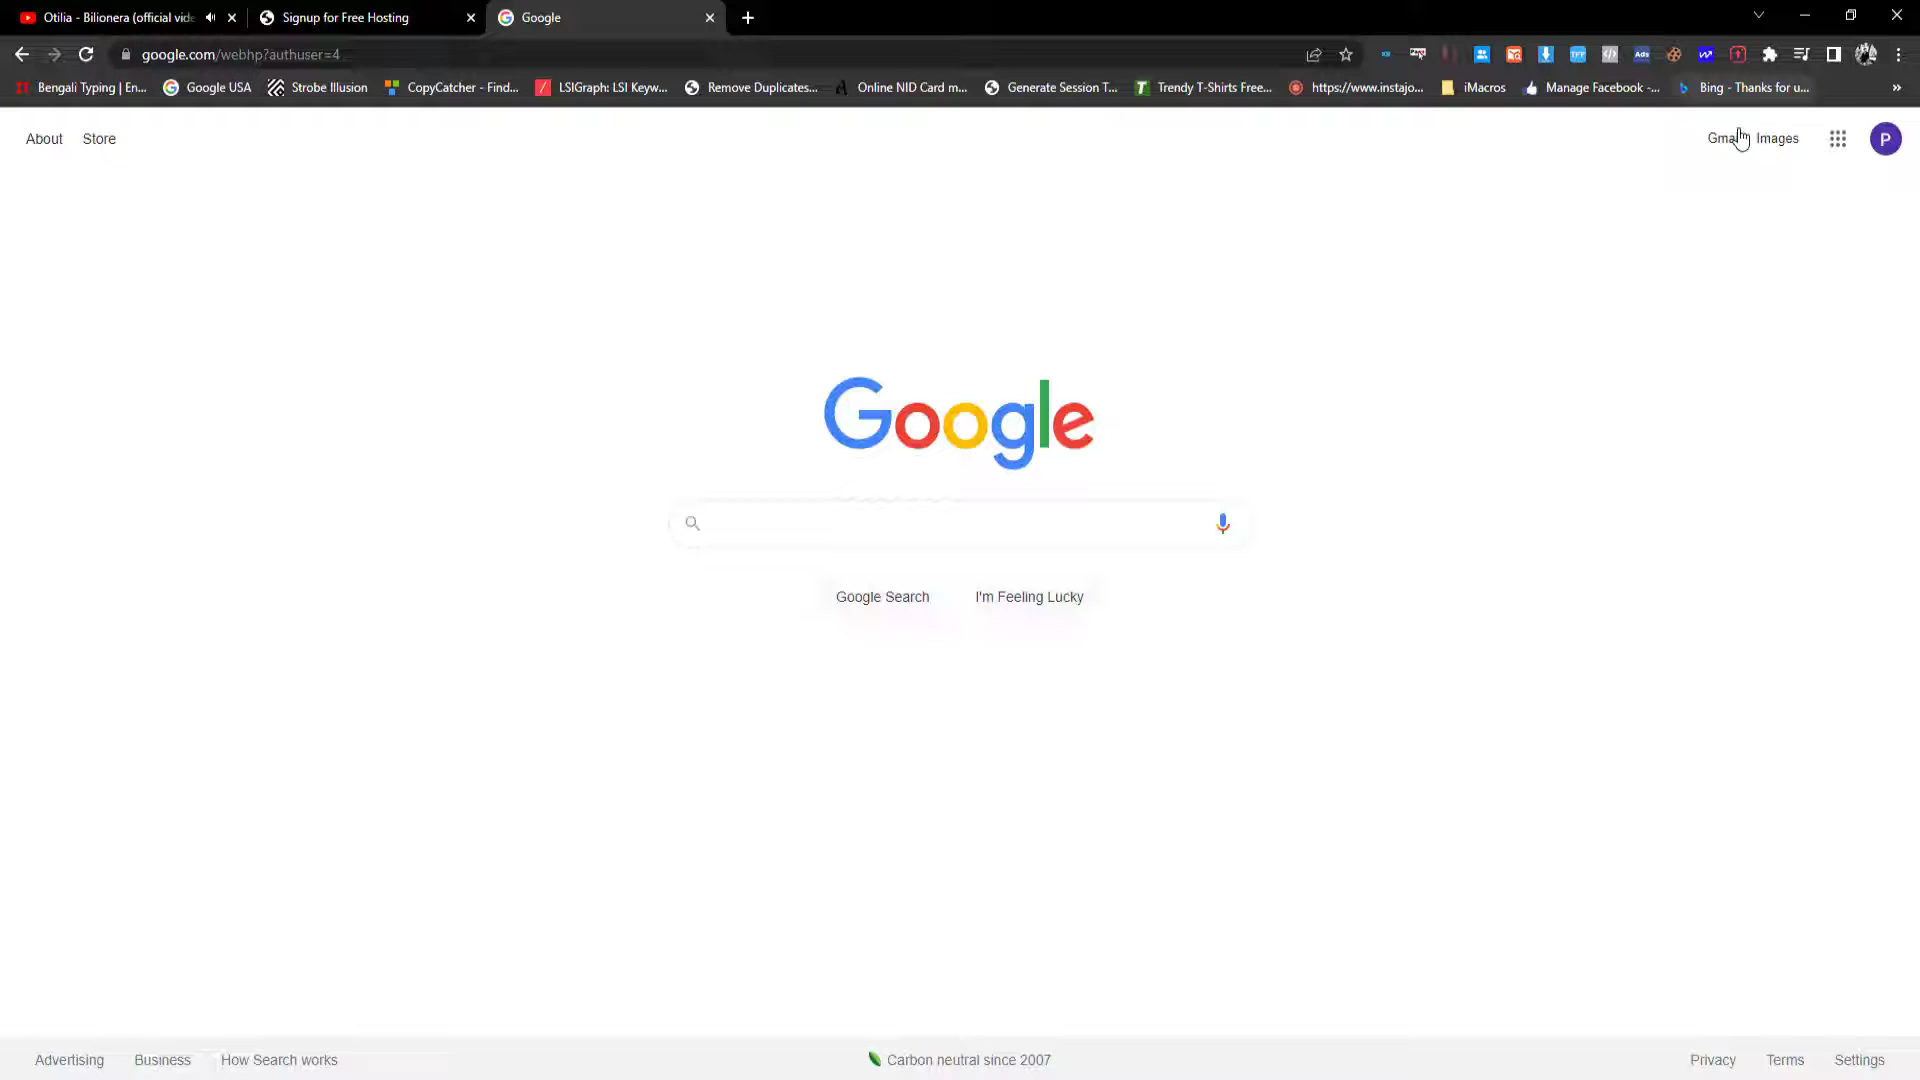 Otilia - Bilionera (official vide
Signup for Free Hosting
Google
google.com/webhp?authuser=4
Bengali Typing | En...
Google USA
Strobe Illusion
CopyCatcher - Find...
LSIGraph: LSI Keyw...
Remove Duplicates...
Online NID Card m...
Generate Session T...
Trendy T-Shirts Free...
https://www.instajo...
iMacros
Manage Facebook -...
Bing - Thanks for u...
About
Store
Images
P
Google
Google Search
I'm Feeling Lucky
Advertising
Business
How Search works
Carbon neutral since 2007
Privacy
Terms
Settings